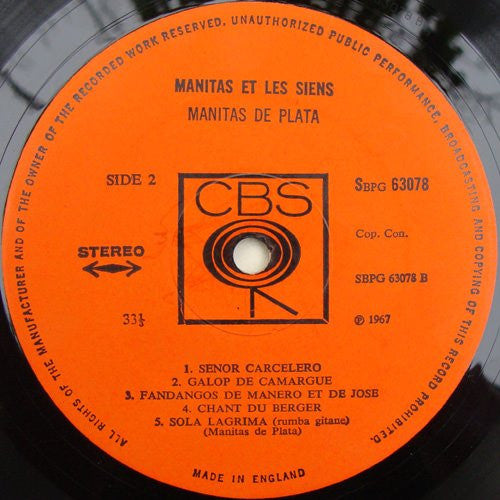 ALL RIGHTS OF THE MANUFACTURER AND OF THE OWNER OF THE RECORDED WORK RESERVED. UNAUTHORIZED PUBLIC PERFORMANCE, BROADCASTING AND COPYING OF THIS RECORD PROHIBITED.
MANITAS ET LES SIENS
MANITAS DE PLATA
SIDE 2
CBS
SBPG 63078
Cop. Con.
STEREO
SBPG 63078 B
33⅓
℗ 1967
1. SENOR CARCELERO
2. GALOP DE CAMARGUE
3. FANDANGOS DE MANERO ET DE JOSE
4. CHANT DU BERGER
5. SOLA LAGRIMA (rumba gitane)
(Manitas de Plata)
MADE IN ENGLAND